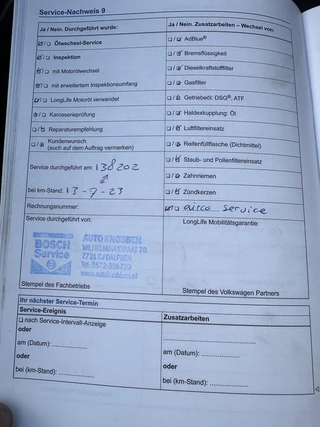 Service-Nachweis 9
Ja / Nein. Durchgeführt wurde:
Ölwechsel-Service
Inspektion
mit Motorölwechsel
mit erweitertem Inspektionsumfang
LongLife Motoröl verwendet
Karosserieprüfung
Reparaturempfehlung
Kundenwunsch
(auch auf dem Auftrag vermerken)
Service durchgeführt am: 138202
bei km-Stand: 13-7-23
Rechnungsnummer:
Service durchgeführt von:
BOSCH
Service
AUTO KNOBBEN
WILHELMINASTRAAT 78
7721 CJ DALFSEN
Stempel des Fachbetriebs
Ja / Nein. Zusatzarbeiten – Wechsel von:
AdBlue®
Bremsflüssigkeit
Dieselkraftstofffilter
Gasfilter
Getriebeöl: DSG®, ATF
Haldexkupplung: Öl
Luftfiltereinsatz
Reifenfüllflasche (Dichtmittel)
Staub- und Pollenfiltereinsatz
Zahnriemen
Zündkerzen
airco service
LongLife Mobilitätsgarantie:
Stempel des Volkswagen Partners
Ihr nächster Service-Termin
Service-Ereignis
nach Service-Intervall-Anzeige
oder
am (Datum): ....................
oder
bei (km-Stand): ....................
Zusatzarbeiten:
am (Datum): ....................
oder
bei (km-Stand): ....................